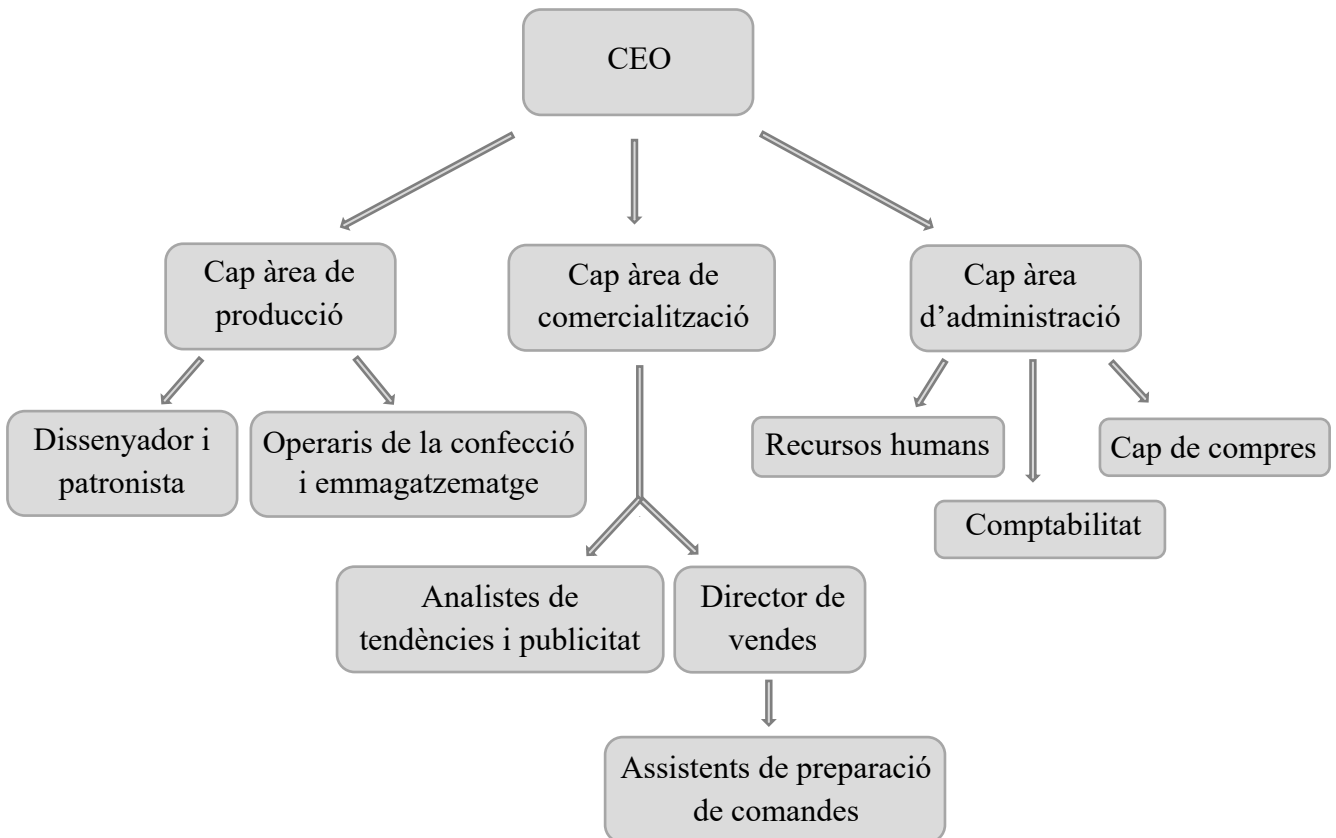 CEO
Cap àrea de
producció
Cap àrea de
comercialització
Cap àrea
d’administració
Dissenyador i
patronista
Operaris de la confecció
i emmagatzematge
Recursos humans
Cap de compres
Comptabilitat
Analistes de
tendències i publicitat
Director de
vendes
Assistents de preparació
de comandes